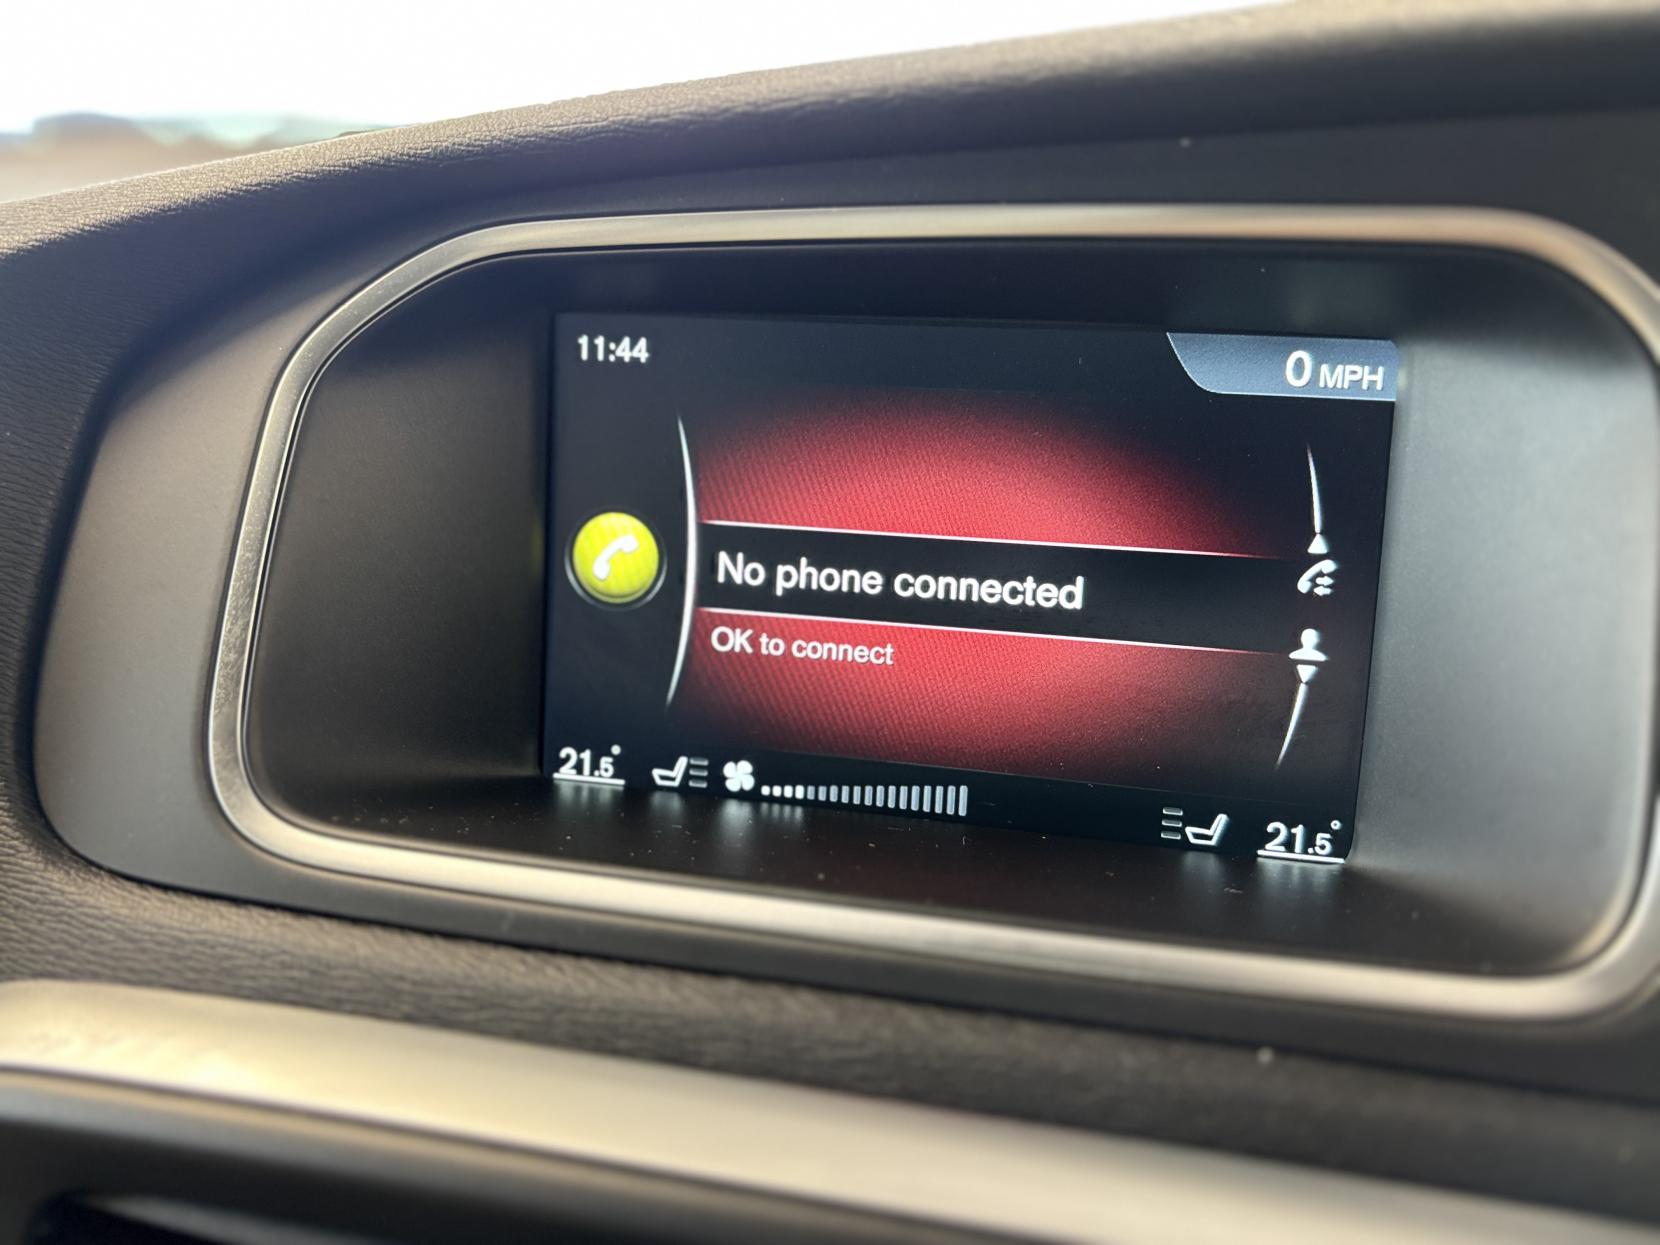 11:44
0 MPH
No phone connected
OK to connect
21.5°
21.5°